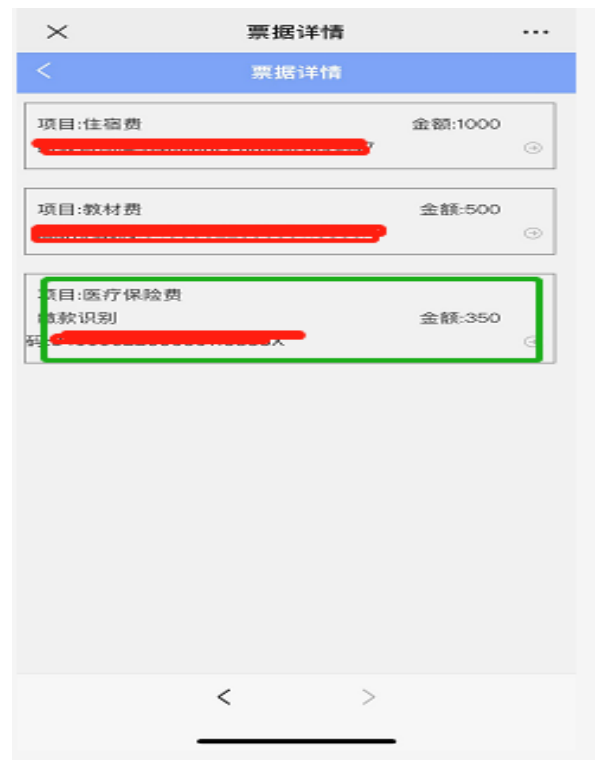 票据详情
票据详情
项目:住宿费
金额:1000
项目:教材费
金额:500
项目:医疗保险费
缴款识别
金额:350